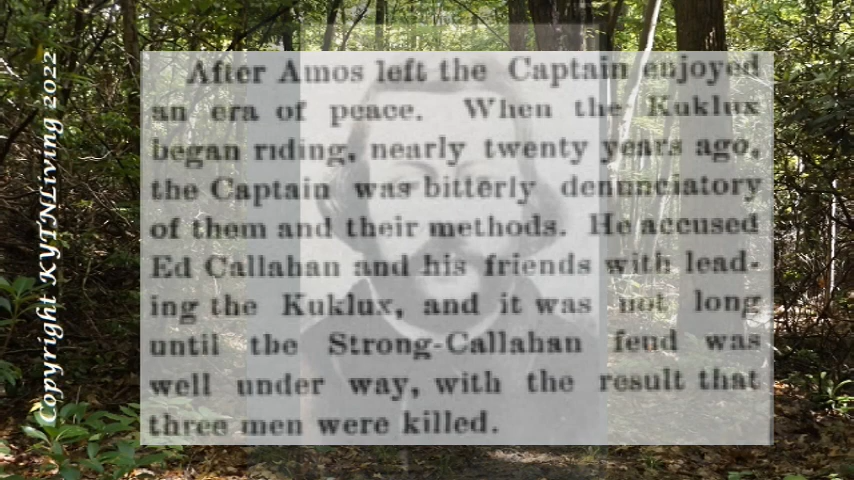 After Amos left the Captain enjoyed
an era of peace. When the Kuklux
began riding, nearly twenty years ago,
the Captain was bitterly denunciatory
of them and their methods. He accused
Ed Callahan and his friends with lead-
ing the Kuklux, and it was not long
until the Strong-Callahan feud was
well under way, with the result that
three men were killed.
Copyright KYTNLiving 2022